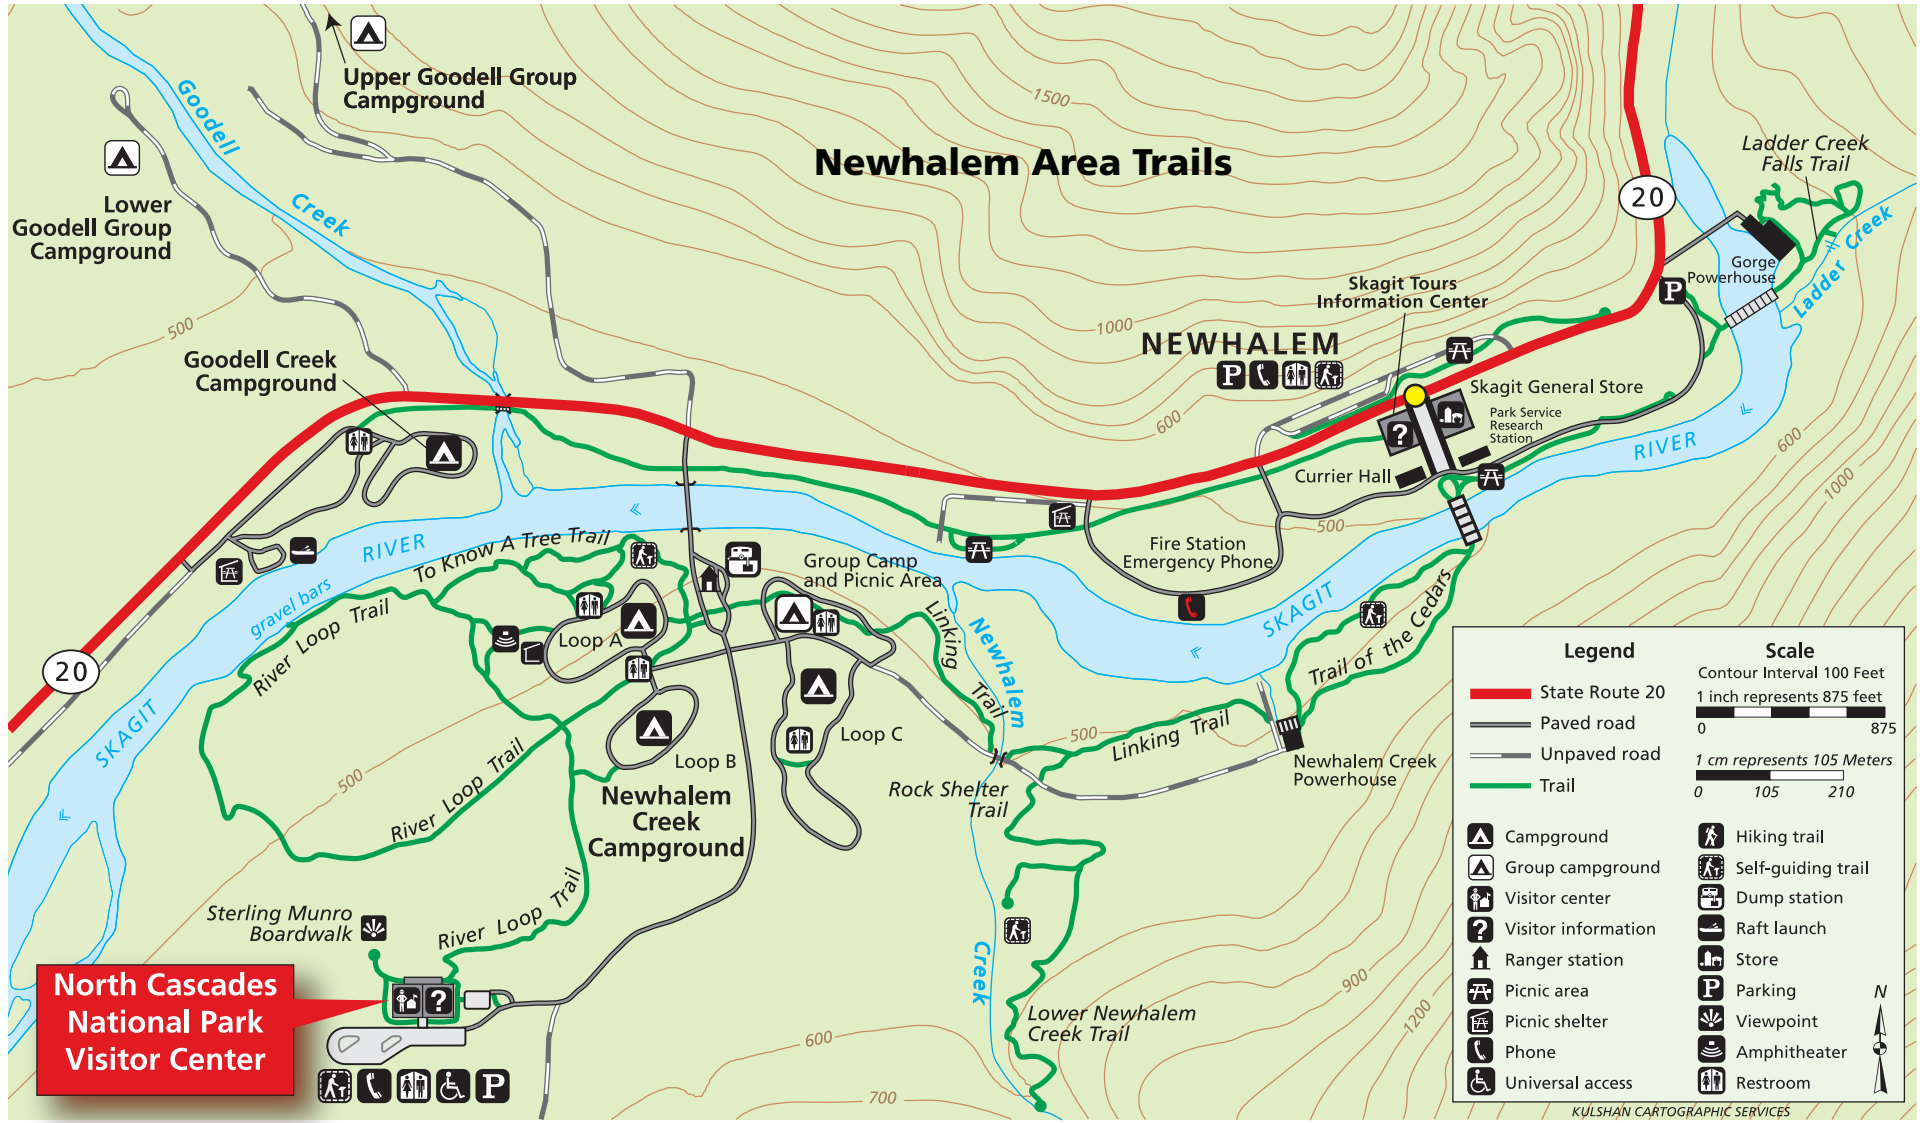 Newhalem Area Trails
Upper Goodell Group
Campground
Goodell
Creek
Lower
Goodell Group
Campground
500
Goodell Creek
Campground
1500
1000
600
20
Ladder Creek
Falls Trail
Ladder Creek
Gorge
Powerhouse
P
Skagit Tours
Information Center
NEWHALEM
P
Skagit General Store
Park Service
Research
Station
?
Currier Hall
RIVER
600
1000
500
Fire Station
Emergency Phone
SKAGIT
Trail of the Cedars
RIVER
To Know A Tree Trail
gravel bars
River Loop Trail
Group Camp
and Picnic Area
Linking
Trail
Newhalem
Loop A
20
SKAGIT
Loop B
Loop C
500
Linking Trail
Newhalem Creek
Powerhouse
Rock Shelter
Trail
500
River Loop Trail
Newhalem
Creek
Campground
River Loop Trail
Sterling Munro
Boardwalk
North Cascades
National Park
Visitor Center
?
P
Creek
Lower Newhalem
Creek Trail
600
700
900
1200
Legend
State Route 20
Paved road
Unpaved road
Trail
Scale
Contour Interval 100 Feet
1 inch represents 875 feet
0 875
1 cm represents 105 Meters
0 105 210
Campground
Group campground
Visitor center
? Visitor information
Ranger station
Picnic area
Picnic shelter
Phone
Universal access
Hiking trail
Self-guiding trail
Dump station
Raft launch
Store
P Parking
Viewpoint
Amphitheater
Restroom
N
KULSHAN CARTOGRAPHIC SERVICES